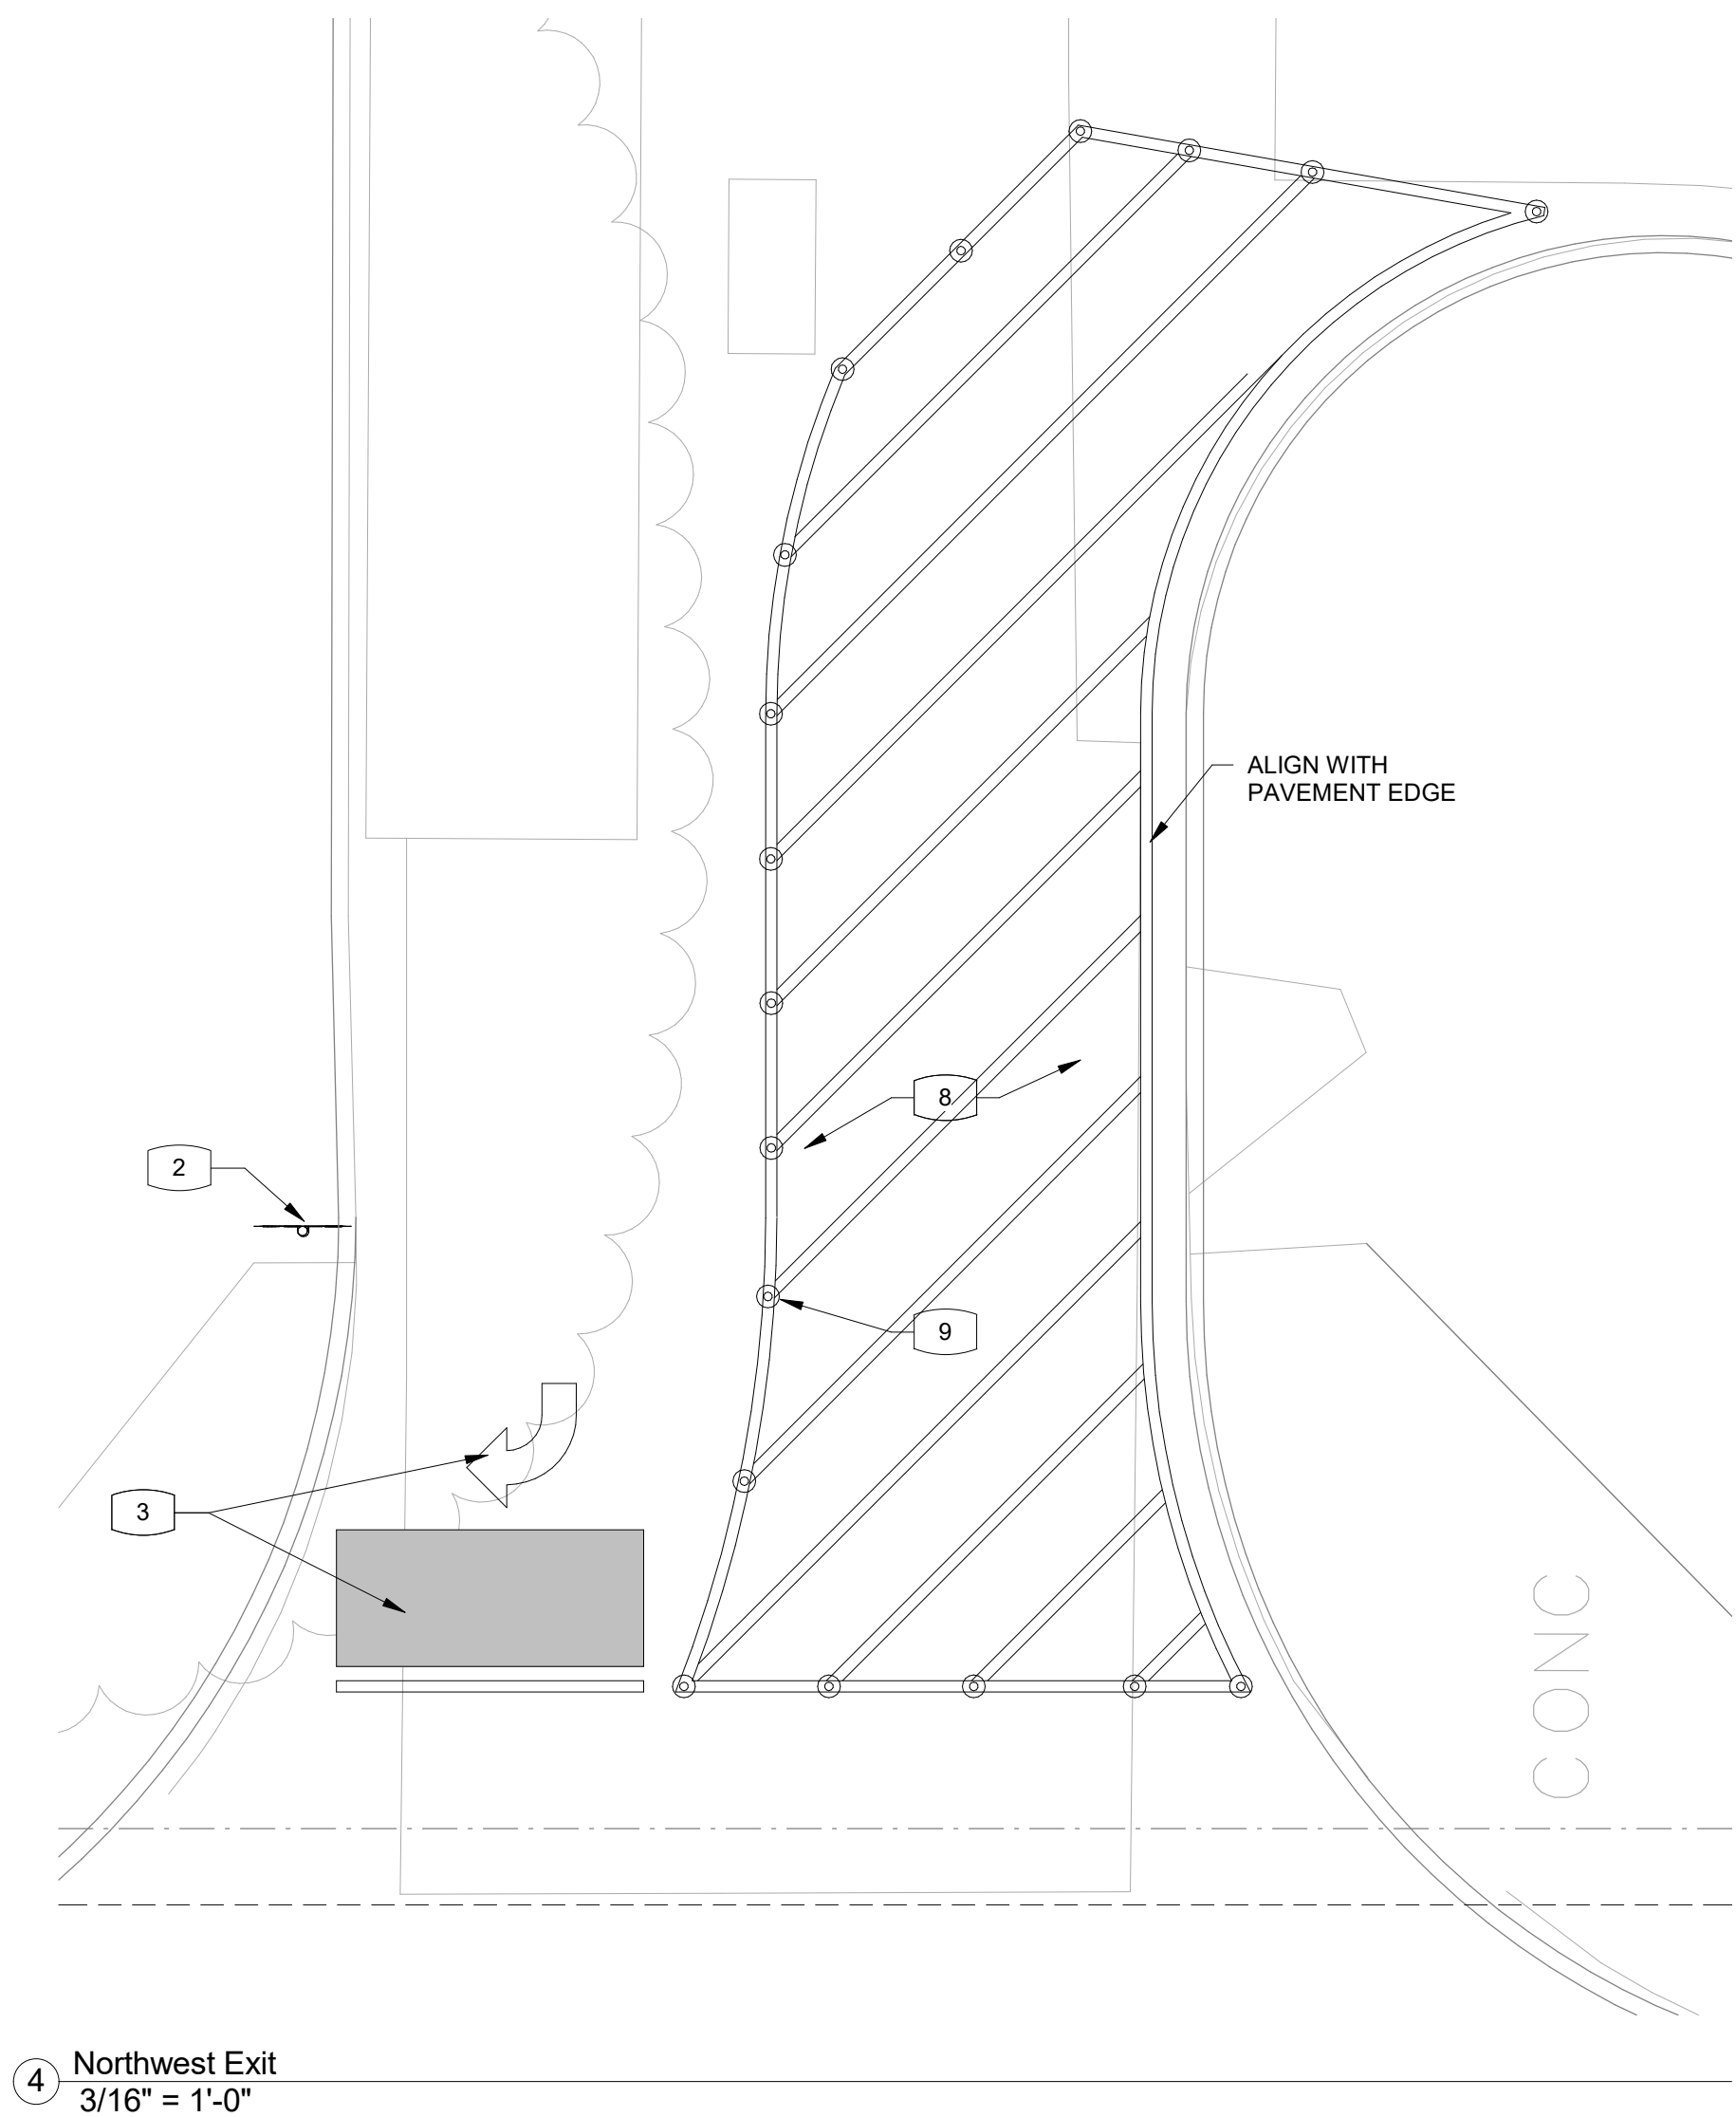 ALIGN WITH
PAVEMENT EDGE
8
2
9
3
CONC
4
Northwest Exit
3/16" = 1'-0"